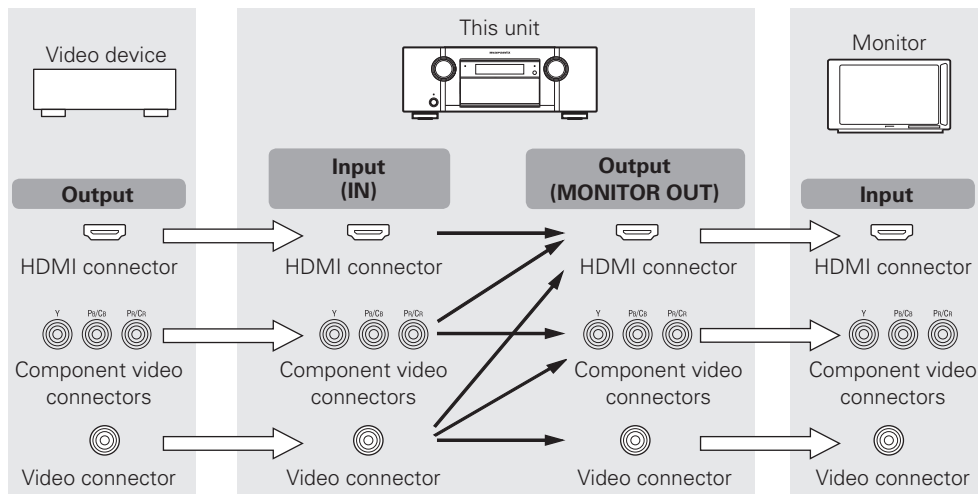 Video device
This unit
Monitor
Output
Input
(IN)
Output
(MONITOR OUT)
Input
HDMI connector
HDMI connector
HDMI connector
HDMI connector
Y PB/CB PR/CR
Y PB/CB PR/CR
Y PB/CB PR/CR
Y PB/CB PR/CR
Component video
connectors
Component video
connectors
Component video
connectors
Component video
connectors
Video connector
Video connector
Video connector
Video connector